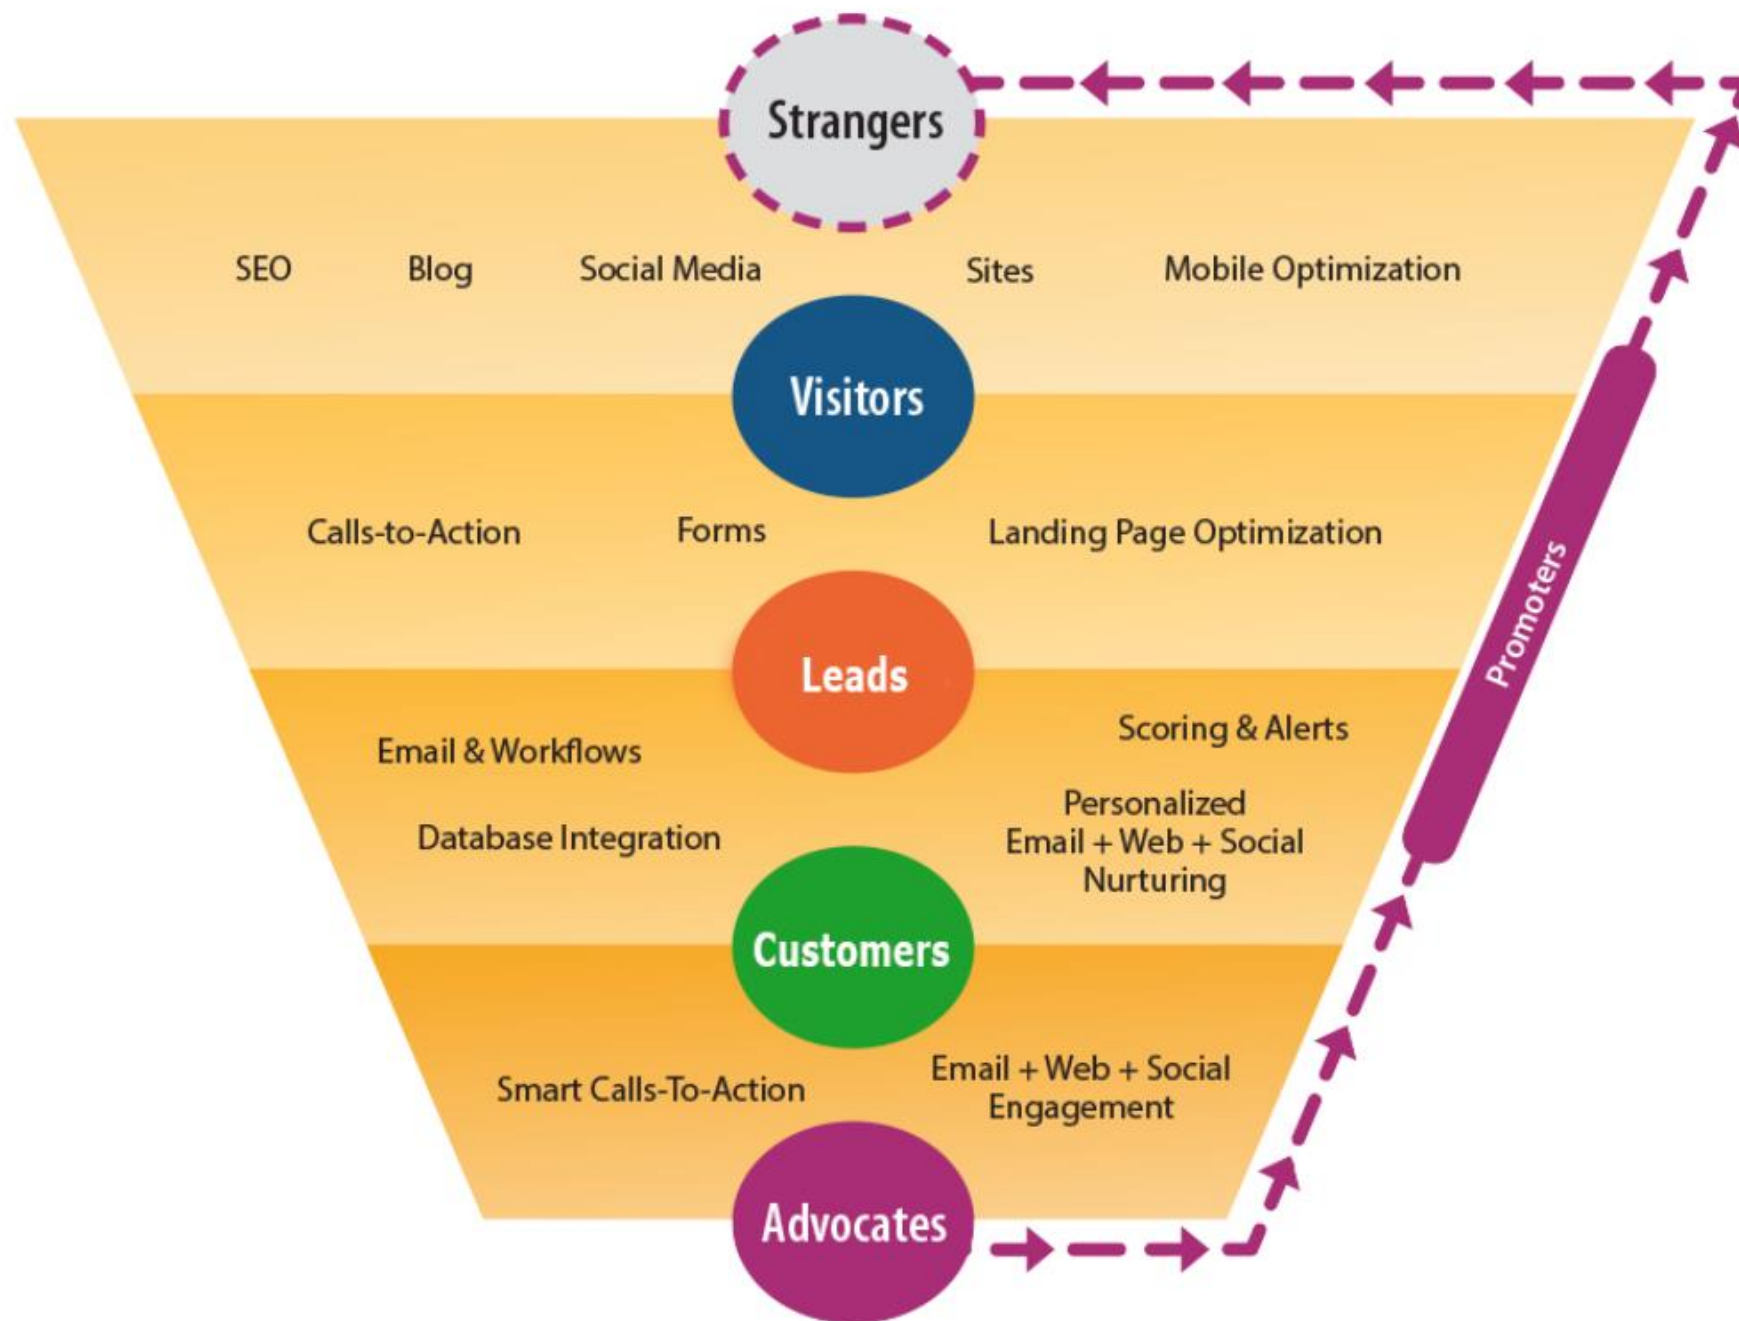 Strangers
SEO Blog Social Media Sites Mobile Optimization
Visitors
Calls-to-Action Forms Landing Page Optimization
Leads
Email & Workflows
Database Integration
Scoring & Alerts
Personalized
Email + Web + Social
Nurturing
Customers
Smart Calls-To-Action
Email + Web + Social
Engagement
Advocates
Promoters